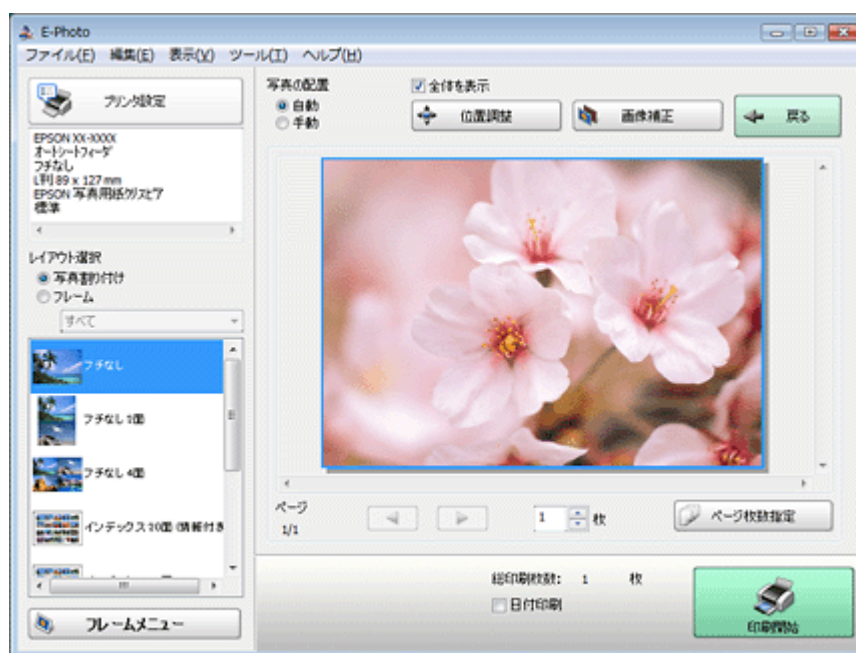 E-Photo
ファイル(F) 編集(E) 表示(V) ツール(T) ヘルプ(H)
プリンタ設定
EPSON XX-XXXX
オートシートフィーダ
フチなし
L判 89 x 127 mm
EPSON 写真用紙クリスピア
標準
レイアウト選択
写真割り付け
フレーム
すべて
フチなし
フチなし 1面
フチなし 4面
インデックス 20面 (情報付き
フレームメニュー
写真の配置
自動
手動
全体を表示
位置調整
画像補正
戻る
ページ
1/1
1 枚
ページ枚数指定
総印刷枚数: 1 枚
日付印刷
印刷開始